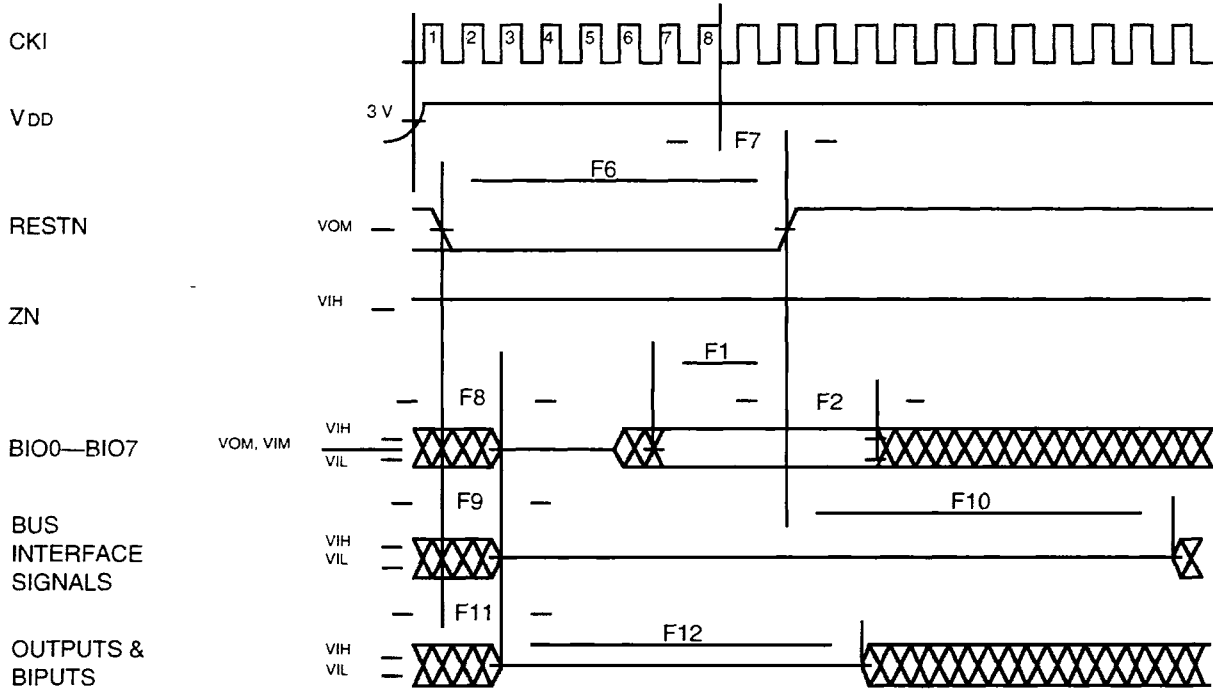 CKI
1 2 3 4 5 6 7 8
VDD
3 V
F7
F6
RESTN
VOM
ZN
VIH
F1
F8
F2
BIO0—BIO7
VOM, VIM
VIH
VIL
F9
F10
BUS
INTERFACE
SIGNALS
VIH
VIL
F11
F12
OUTPUTS &
BIPUTS
VIH
VIL